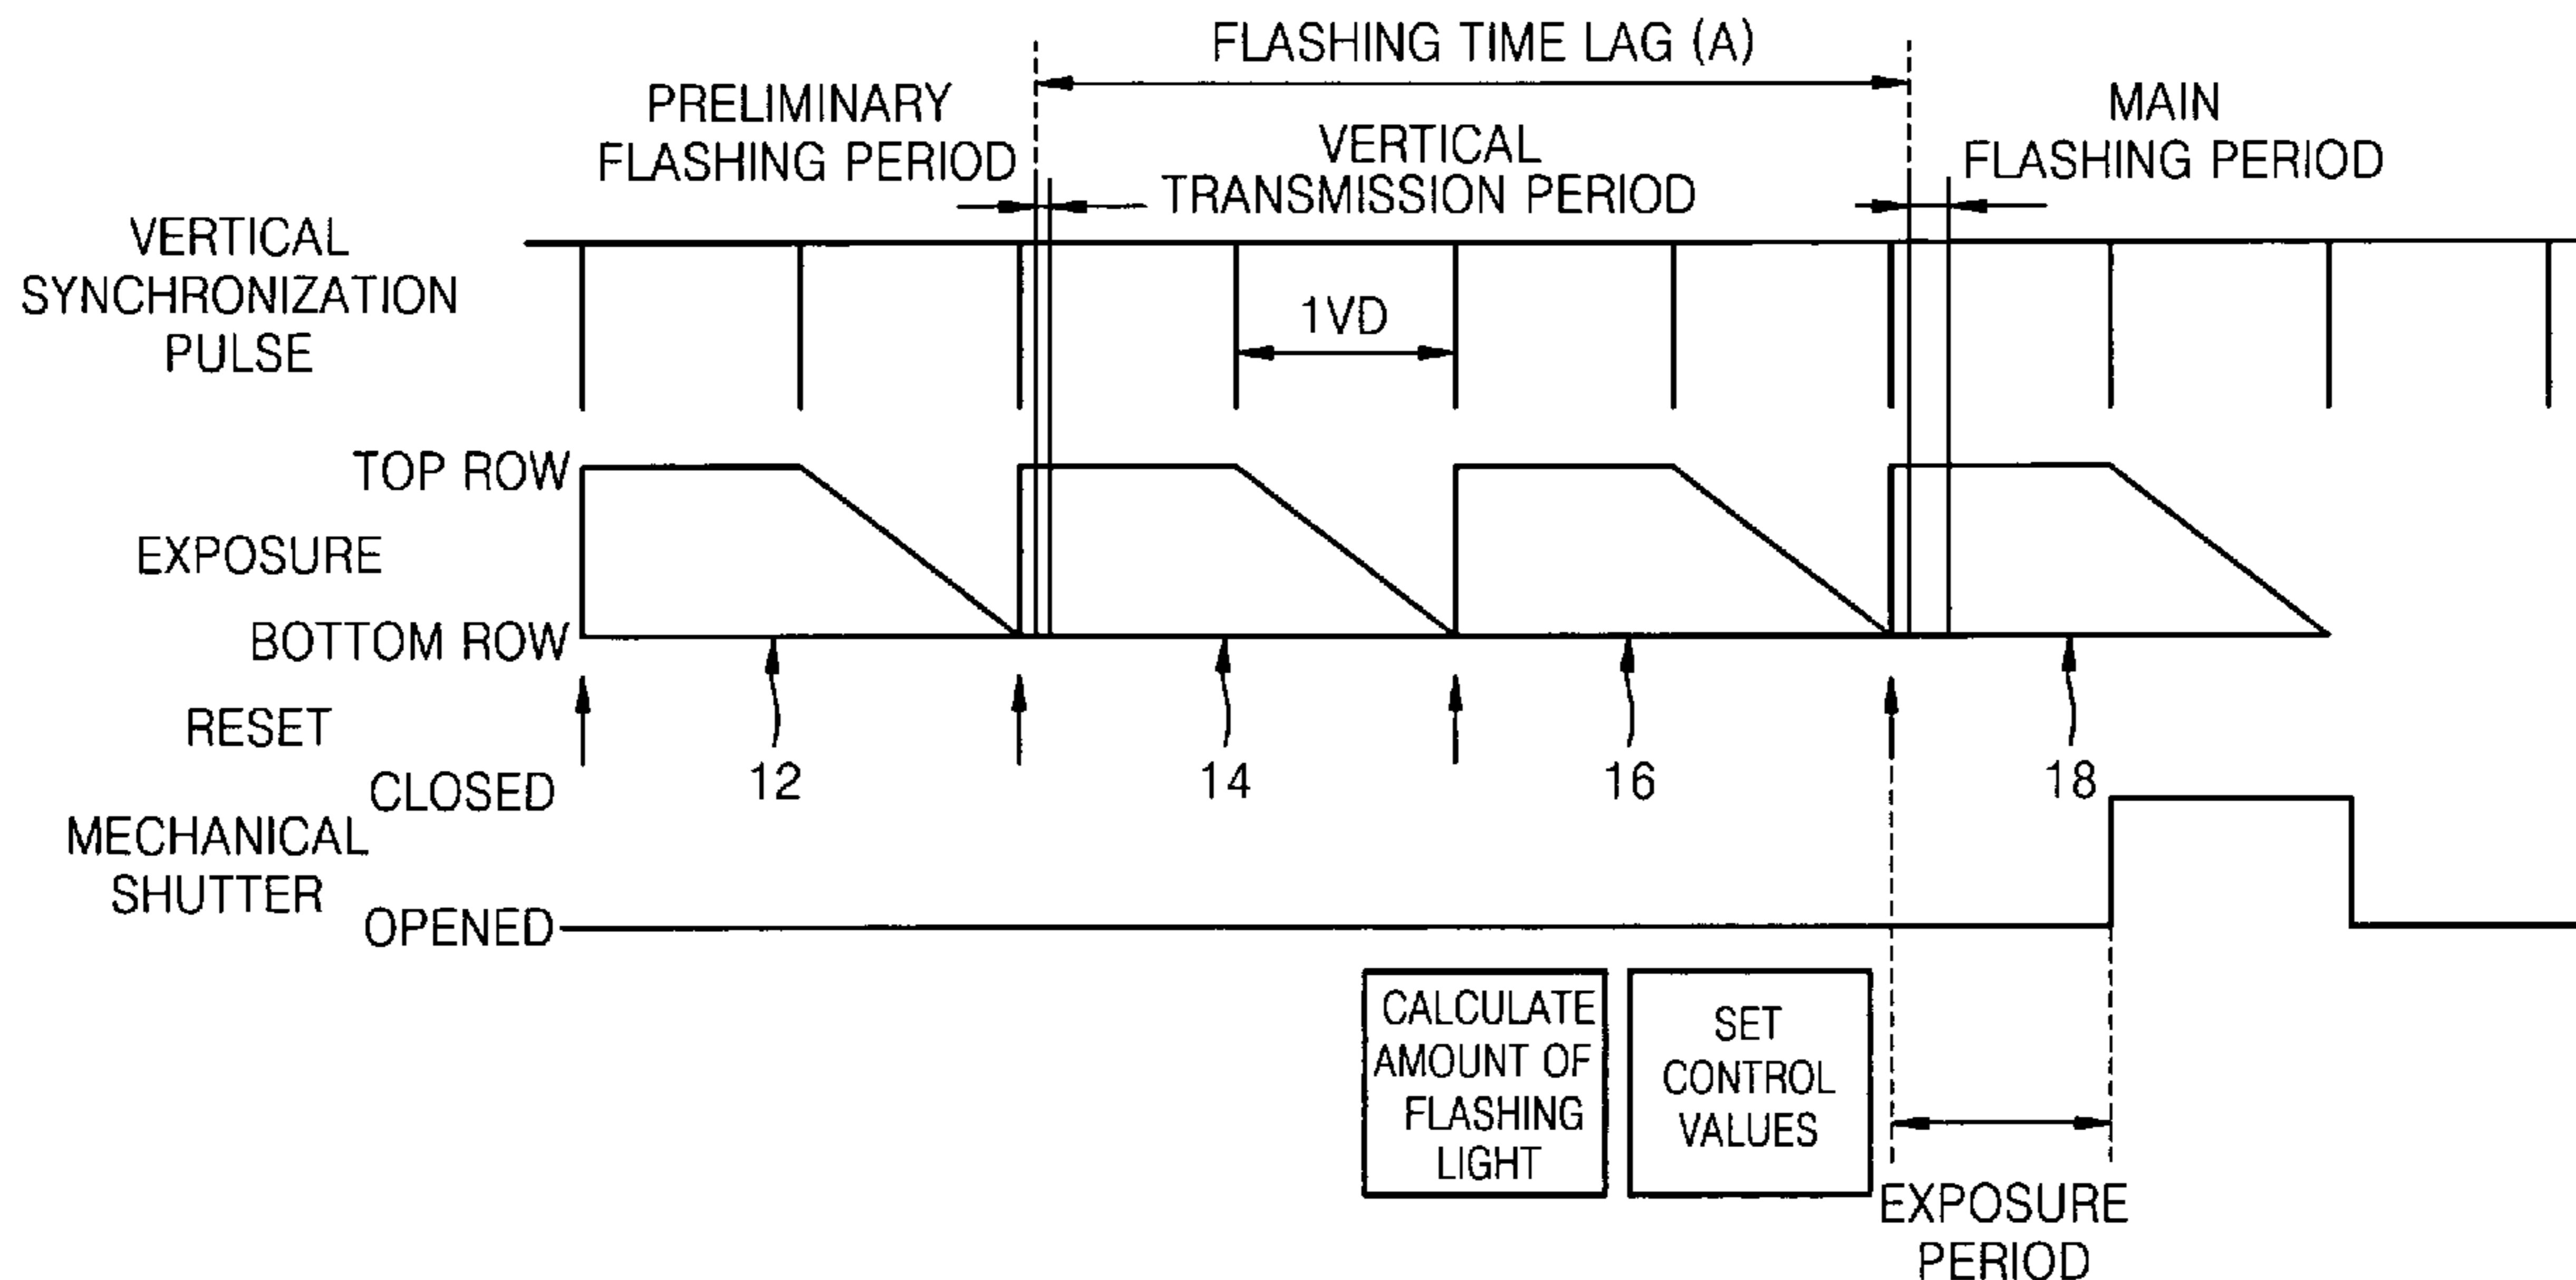 FLASHING TIME LAG (A)
PRELIMINARY
FLASHING PERIOD
VERTICAL
TRANSMISSION PERIOD
MAIN
FLASHING PERIOD
VERTICAL
SYNCHRONIZATION
PULSE
1VD
TOP ROW
EXPOSURE
BOTTOM ROW
RESET
12
14
16
18
CLOSED
MECHANICAL
SHUTTER
OPENED
CALCULATE
AMOUNT OF
FLASHING
LIGHT
SET
CONTROL
VALUES
EXPOSURE
PERIOD